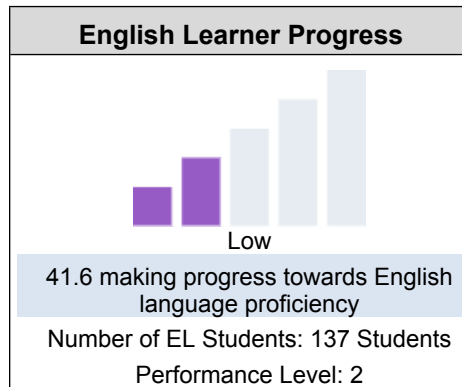 English Learner Progress
Low
41.6 making progress towards English
language proficiency
Number of EL Students: 137 Students
Performance Level: 2